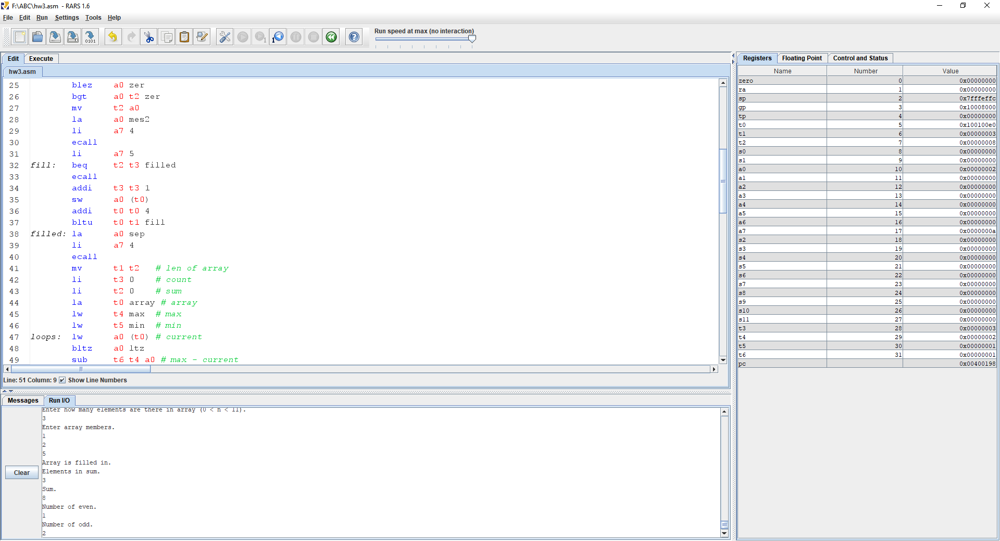 F:\ABC\hw3.asm - RARS 1.6
File Edit Run Settings Tools Help
Run speed at max (no interaction)
Edit Execute
hw3.asm
25 blez a0 zer
26 bgt a0 t2 zer
27 mv t2 a0
28 la a0 mes2
29 li a7 4
30 ecall
31 li a7 5
32 fill: beq t2 t3 filled
33 ecall
34 addi t3 t3 1
35 sw a0 (t0)
36 addi t0 t0 4
37 bltu t0 t1 fill
38 filled: la a0 sep
39 li a7 4
40 ecall
41 mv t1 t2 # len of array
42 li t3 0 # count
43 li t2 0 # sum
44 la t0 array # array
45 lw t4 max # max
46 lw t5 min # min
47 loops: lw a0 (t0) # current
48 bltz a0 ltz
49 sub t6 t4 a0 # max - current
Line: 51 Column: 9 Show Line Numbers
Messages Run I/O
Clear
Enter how many elements are there in array (0 < n < 11).
3
Enter array members.
1
2
5
Array is filled in.
Elements in sum.
3
Sum.
8
Number of even.
1
Number of odd.
2
Registers Floating Point Control and Status
Name Number Value
zero 0 0x00000000
ra 1 0x00000000
sp 2 0x7fffeffc
gp 3 0x10008000
tp 4 0x00000000
t0 5 0x100100e0
t1 6 0x00000003
t2 7 0x00000008
s0 8 0x00000000
s1 9 0x00000000
a0 10 0x00000002
a1 11 0x00000000
a2 12 0x00000000
a3 13 0x00000000
a4 14 0x00000000
a5 15 0x00000000
a6 16 0x00000000
a7 17 0x0000000a
s2 18 0x00000000
s3 19 0x00000000
s4 20 0x00000000
s5 21 0x00000000
s6 22 0x00000000
s7 23 0x00000000
s8 24 0x00000000
s9 25 0x00000000
s10 26 0x00000000
s11 27 0x00000000
t3 28 0x00000003
t4 29 0x00000002
t5 30 0x00000001
t6 31 0x00000001
pc 0x00400198